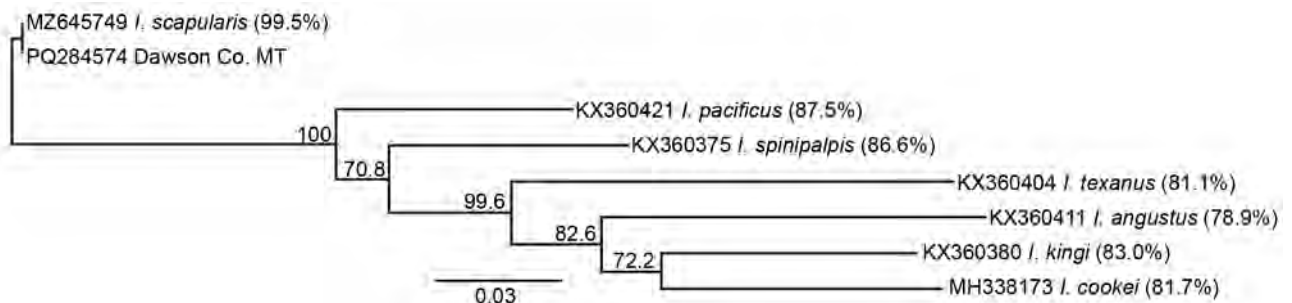 MZ645749 I. scapularis (99.5%)
PQ284574 Dawson Co. MT
KX360421 I. pacificus (87.5%)
100
KX360375 I. spinipalpis (86.6%)
70.8
KX360404 I. texanus (81.1%)
99.6
KX360411 I. angustus (78.9%)
82.6
KX360380 I. kingi (83.0%)
72.2
MH338173 I. cookei (81.7%)
0.03